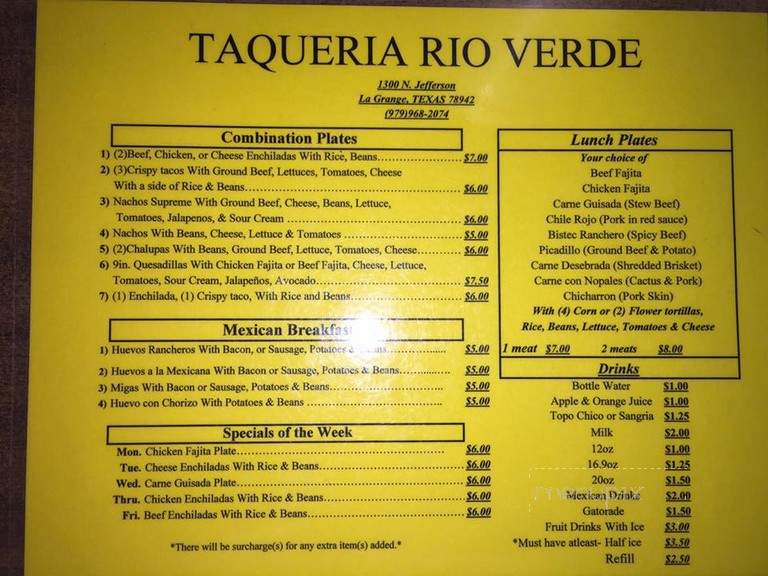 TAQUERIA RIO VERDE
1300 N. Jefferson
La Grange, TEXAS 78942
(979)968-2074
Combination Plates
1) (2)Beef, Chicken, or Cheese Enchiladas With Rice, Beans.................... $7.00
2) (3)Crispy tacos With Ground Beef, Lettuces, Tomatoes, Cheese
With a side of Rice & Beans.................... $6.00
3) Nachos Supreme With Ground Beef, Cheese, Beans, Lettuce,
Tomatoes, Jalapenos, & Sour Cream .................... $6.00
4) Nachos With Beans, Cheese, Lettuce & Tomatoes .................... $5.00
5) (2)Chalupas With Beans, Ground Beef, Lettuce, Tomatoes, Cheese............ $6.00
6) 9in. Quesadillas With Chicken Fajita or Beef Fajita, Cheese, Lettuce,
Tomatoes, Sour Cream, Jalapeños, Avocado.................... $7.50
7) (1) Enchilada, (1) Crispy taco, With Rice and Beans.................... $6.00
Mexican Breakfast
1) Huevos Rancheros With Bacon, or Sausage, Potatoes & Beans................ $5.00
2) Huevos a la Mexicana With Bacon or Sausage, Potatoes & Beans............ $5.00
3) Migas With Bacon or Sausage, Potatoes & Beans.................... $5.00
4) Huevo con Chorizo With Potatoes & Beans .................... $5.00
Specials of the Week
Mon. Chicken Fajita Plate.................... $6.00
Tue. Cheese Enchiladas With Rice & Beans.................... $6.00
Wed. Carne Guisada Plate.................... $6.00
Thru. Chicken Enchiladas With Rice & Beans.................... $6.00
Fri. Beef Enchiladas With Rice & Beans.................... $6.00
*There will be surcharge(s) for any extra item(s) added.*
Lunch Plates
Your choice of
Beef Fajita
Chicken Fajita
Carne Guisada (Stew Beef)
Chile Rojo (Pork in red sauce)
Bistec Ranchero (Spicy Beef)
Picadillo (Ground Beef & Potato)
Carne Desebrada (Shredded Brisket)
Carne con Nopales (Cactus & Pork)
Chicharron (Pork Skin)
With (4) Corn or (2) Flower tortillas,
Rice, Beans, Lettuce, Tomatoes & Cheese
1 meat $7.00 2 meats $8.00
Drinks
Bottle Water $1.00
Apple & Orange Juice $1.00
Topo Chico or Sangria $1.25
Milk $2.00
12oz $1.00
16.9oz $1.25
20oz $1.50
Mexican Drinks $2.00
Gatorade $1.50
Fruit Drinks With Ice $3.00
*Must have atleast- Half ice $3.50
Refill $2.50